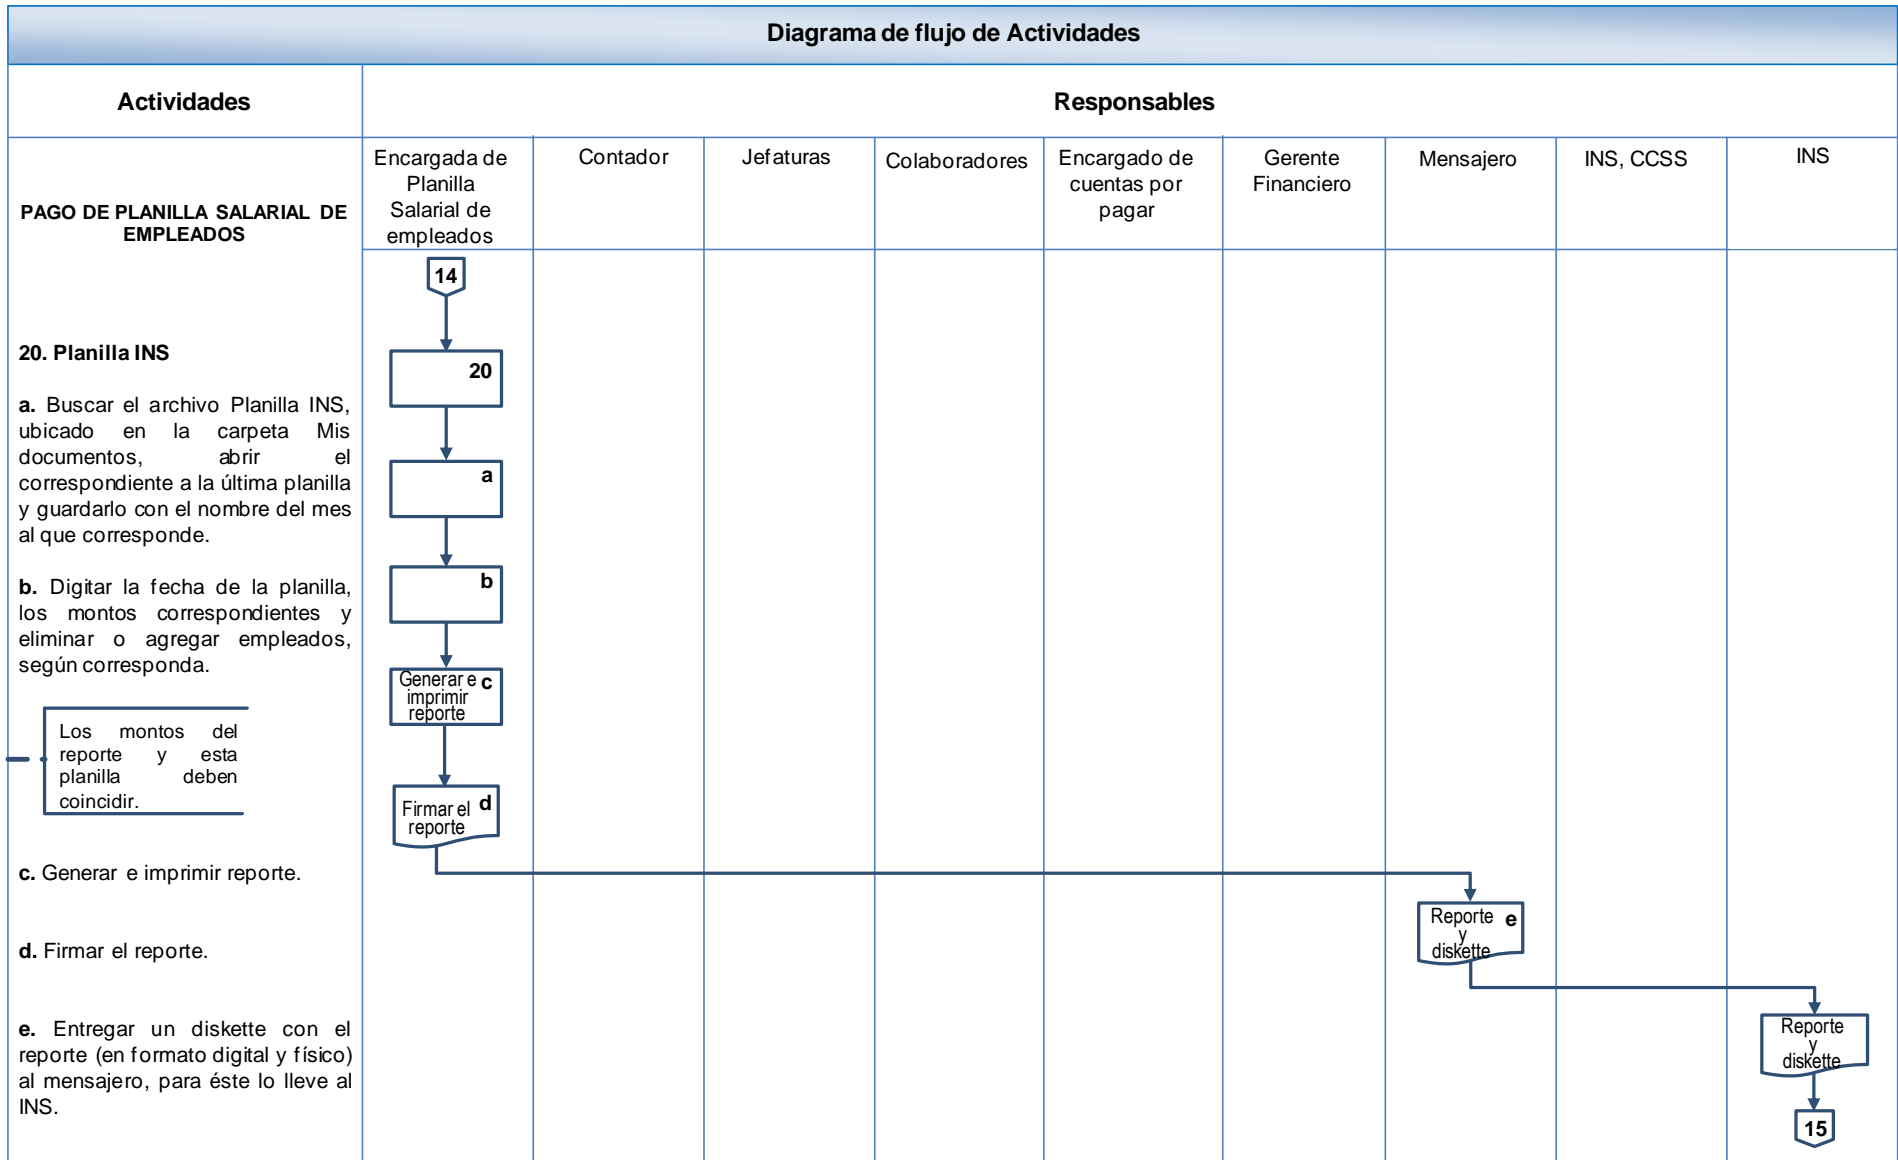 Diagrama de flujo de Actividades
Actividades
Responsables
PAGO DE PLANILLA SALARIAL DE
EMPLEADOS
Encargada de
Planilla
Salarial de
empleados
Contador
Jefaturas
Colaboradores
Encargado de
cuentas por
pagar
Gerente
Financiero
Mensajero
INS, CCSS
INS
14
20. Planilla INS
20
a. Buscar el archivo Planilla INS,
ubicado en la carpeta Mis
documentos, abrir el
correspondiente a la última planilla
y guardarlo con el nombre del mes
al que corresponde.
a
b. Digitar la fecha de la planilla,
los montos correspondientes y
eliminar o agregar empleados,
según corresponda.
b
Generar e c
imprimir
reporte
Los montos del
reporte y esta
planilla deben
coincidir.
Firmar el d
reporte
c. Generar e imprimir reporte.
Reporte e
y
diskette
d. Firmar el reporte.
e. Entregar un diskette con el
reporte (en formato digital y físico)
al mensajero, para éste lo lleve al
INS.
Reporte
y
diskette
15